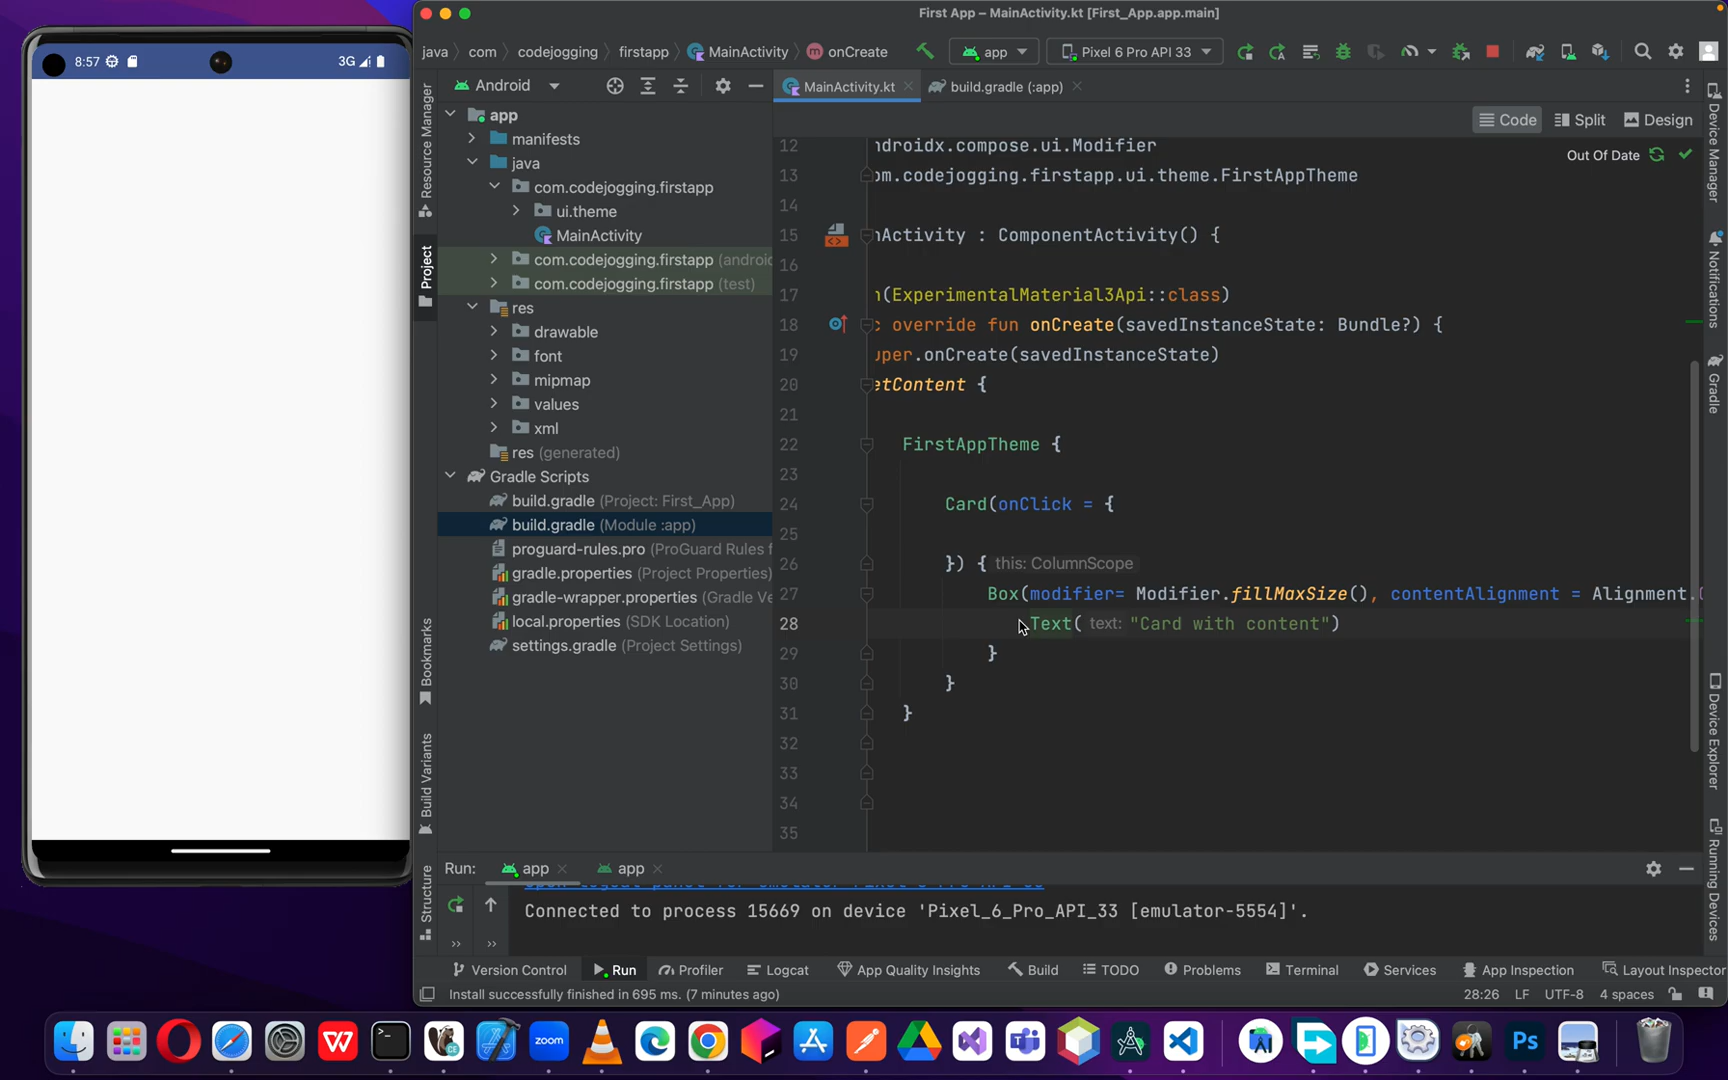 First App – MainActivity.kt [First_App.app.main]
8:57
3G
java
com
codejogging
firstapp
MainActivity
onCreate
app
Pixel 6 Pro API 33
Android
MainActivity.kt
build.gradle (:app)
Code
Split
Design
Out Of Date
Resource Manager
Project
Bookmarks
Build Variants
Structure
app
manifests
java
com.codejogging.firstapp
ui.theme
MainActivity
com.codejogging.firstapp (androi
com.codejogging.firstapp (test)
res
drawable
font
mipmap
values
xml
res (generated)
Gradle Scripts
build.gradle (Project: First_App)
build.gradle (Module :app)
proguard-rules.pro (ProGuard Rules f
gradle.properties (Project Properties)
gradle-wrapper.properties (Gradle Ve
local.properties (SDK Location)
settings.gradle (Project Settings)
12 ndroidx.compose.ui.Modifier
13 om.codejogging.firstapp.ui.theme.FirstAppTheme
14
15 nActivity : ComponentActivity() {
16
17 n(ExperimentalMaterial3Api::class)
18 c override fun onCreate(savedInstanceState: Bundle?) {
19 uper.onCreate(savedInstanceState)
20 etContent {
21
22 FirstAppTheme {
23
24 Card(onClick = {
25
26 }) { this: ColumnScope
27 Box(modifier= Modifier.fillMaxSize(), contentAlignment = Alignment.
28 Text( text: "Card with content")
29 }
30 }
31 }
32
33
34
35
Device Manager
Notifications
Gradle
Device Explorer
Running Devices
Run:
app
app
Connected to process 15669 on device 'Pixel_6_Pro_API_33 [emulator-5554]'.
Version Control
Run
Profiler
Logcat
App Quality Insights
Build
TODO
Problems
Terminal
Services
App Inspection
Layout Inspector
Install successfully finished in 695 ms. (7 minutes ago)
28:26
LF
UTF-8
4 spaces
zoom
Ps